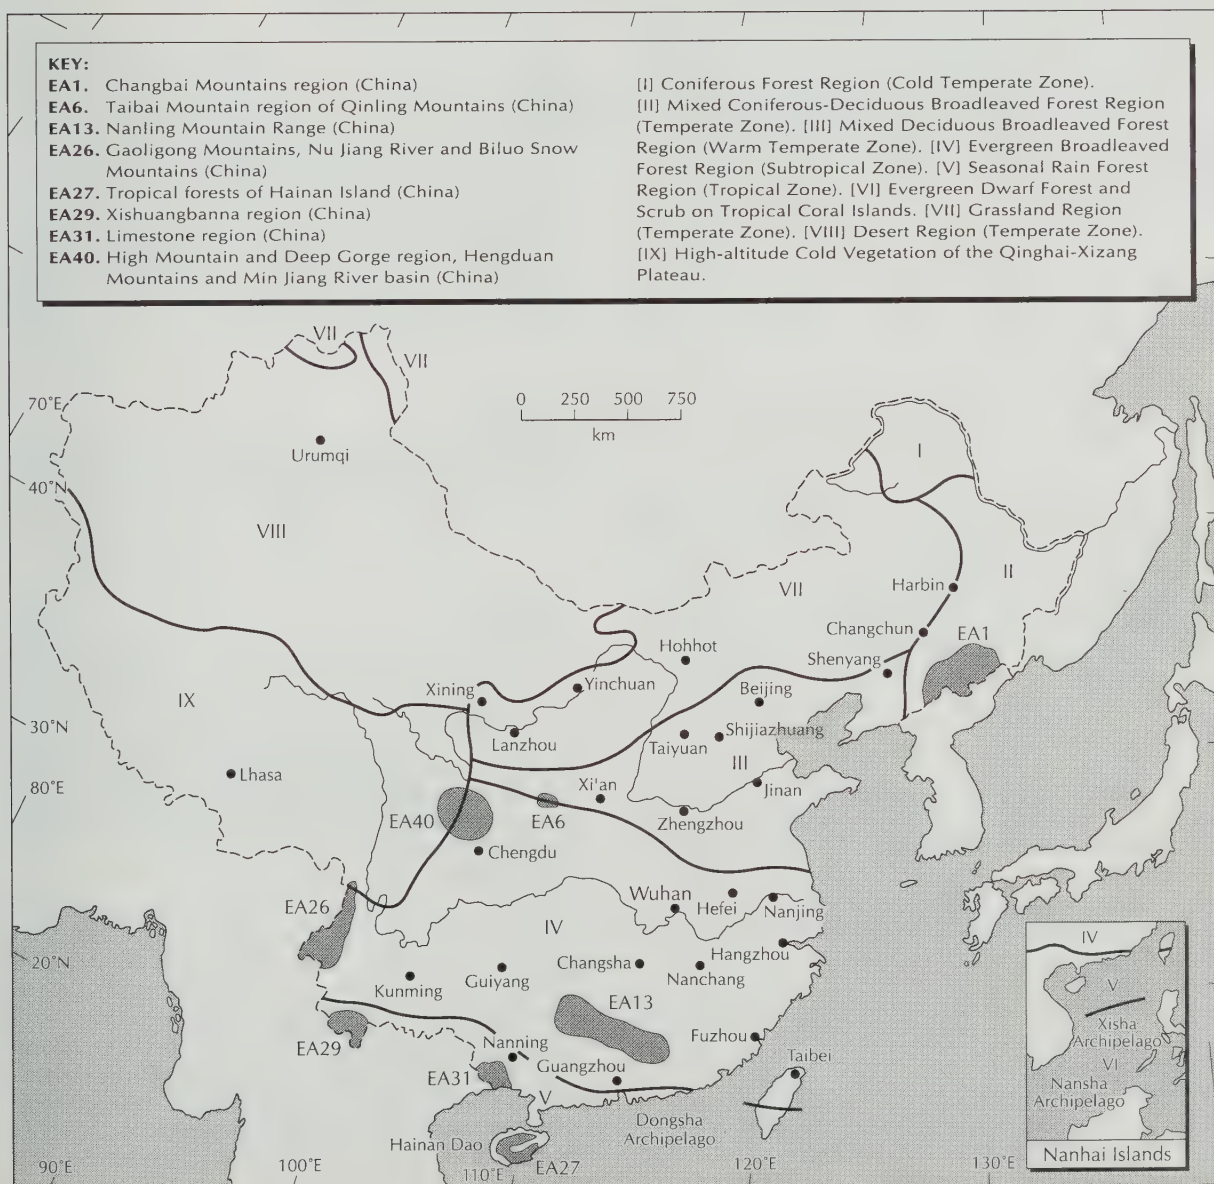 KEY:
EA1. Changbai Mountains region (China)
EA6. Taibai Mountain region of Qinling Mountains (China)
EA13. Nanling Mountain Range (China)
EA26. Gaoligong Mountains, Nu Jiang River and Biluo Snow
Mountains (China)
EA27. Tropical forests of Hainan Island (China)
EA29. Xishuangbanna region (China)
EA31. Limestone region (China)
EA40. High Mountain and Deep Gorge region, Hengduan
Mountains and Min Jiang River basin (China)
[I] Coniferous Forest Region (Cold Temperate Zone).
[II] Mixed Coniferous-Deciduous Broadleaved Forest Region
(Temperate Zone). [III] Mixed Deciduous Broadleaved Forest
Region (Warm Temperate Zone). [IV] Evergreen Broadleaved
Forest Region (Subtropical Zone). [V] Seasonal Rain Forest
Region (Tropical Zone). [VI] Evergreen Dwarf Forest and
Scrub on Tropical Coral Islands. [VII] Grassland Region
(Temperate Zone). [VIII] Desert Region (Temperate Zone).
[IX] High-altitude Cold Vegetation of the Qinghai-Xizang
Plateau.
VII
VII
70°E
0 250 500 750
km
I
Urumqi
40°N
VIII
VII
II
Harbin
Changchun
EA1
Hohhot
Shenyang
Xining
Yinchuan
Beijing
IX
30°N
Lanzhou
Taiyuan
Shijiazhuang
III
Lhasa
80°E
Xi'an
Jinan
EA40
EA6
Zhengzhou
Chengdu
EA26
Wuhan
Hefei
Nanjing
IV
Hangzhou
20°N
Kunming
Guiyang
Changsha
Nanchang
EA13
EA29
Nanning
Fuzhou
Guangzhou
Taibei
EA31
V
Dongsha
Archipelago
Hainan Dao
EA27
90°E
100°E
110°E
120°E
130°E
IV
V
Xisha
Archipelago
VI
Nansha
Archipelago
Nanhai Islands